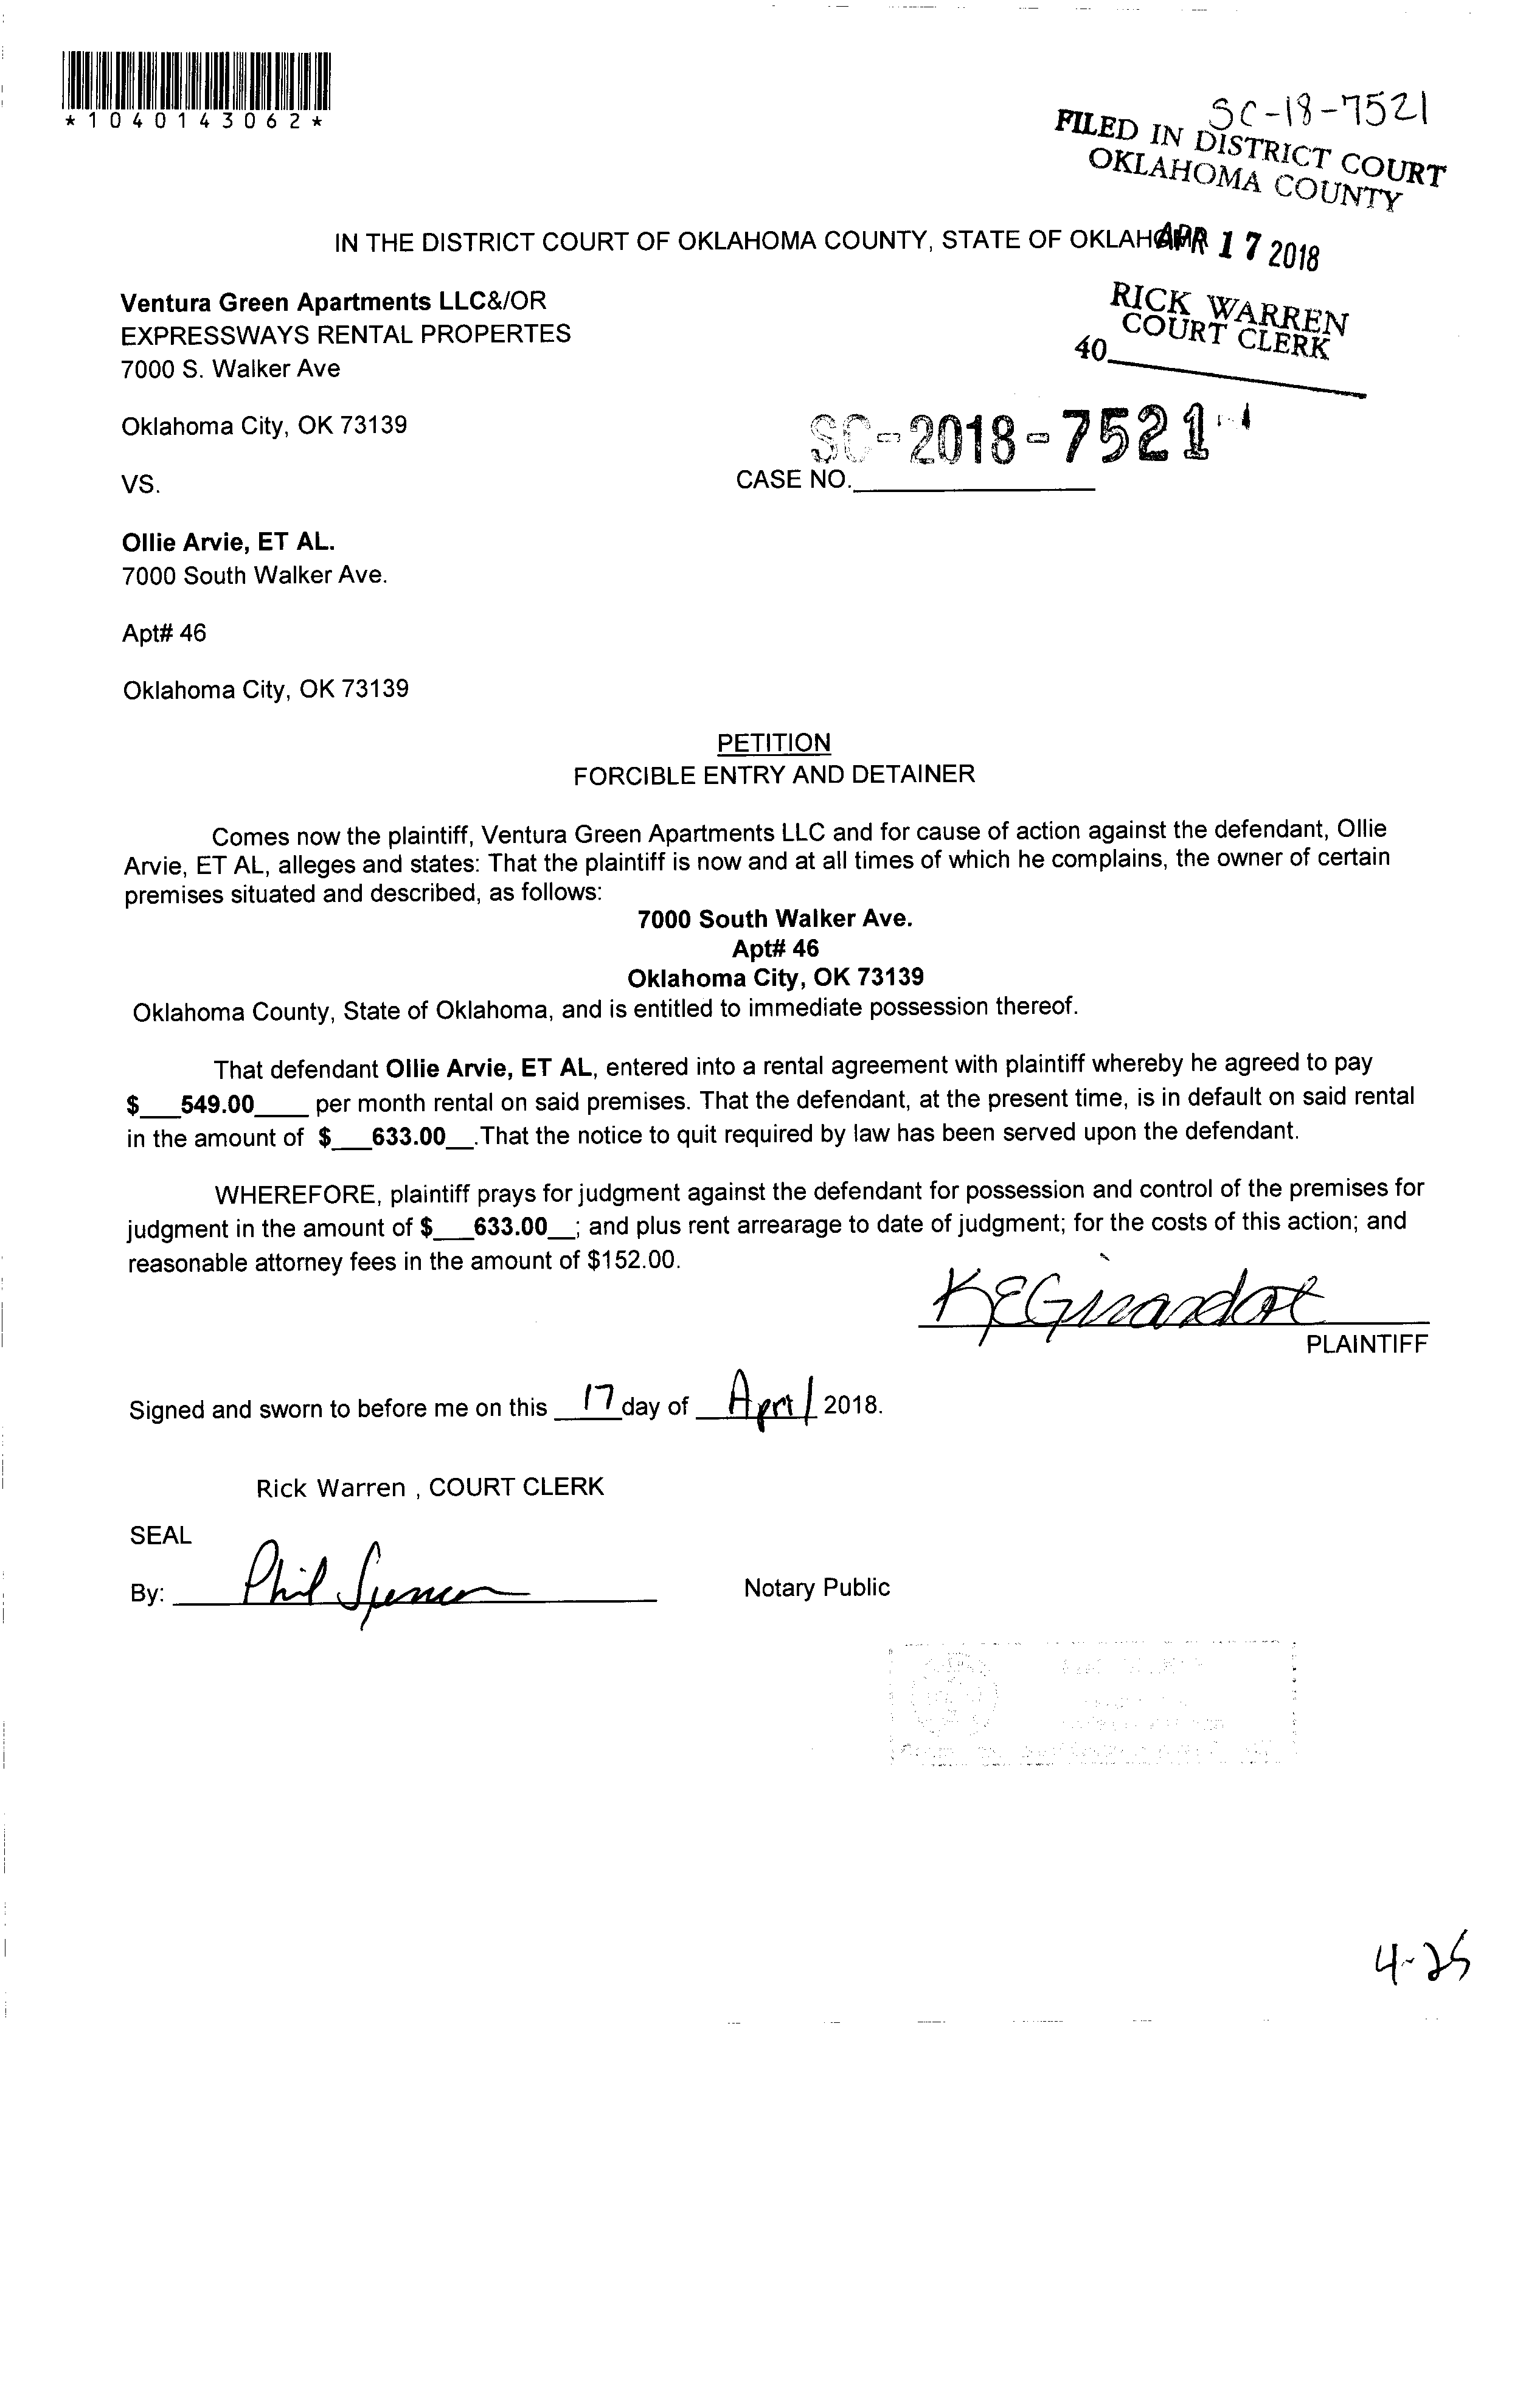 *1040143062*
SC-18-7521
FILED IN DISTRICT COURT
OKLAHOMA COUNTY
IN THE DISTRICT COURT OF OKLAHOMA COUNTY, STATE OF OKLAHOMA
APR 17 2018
Ventura Green Apartments LLC&/OR
EXPRESSWAYS RENTAL PROPERTES
7000 S. Walker Ave
RICK WARREN
COURT CLERK
40
Oklahoma City, OK 73139
SC-2018-7521
VS.
CASE NO.
Ollie Arvie, ET AL.
7000 South Walker Ave.
Apt# 46
Oklahoma City, OK 73139
PETITION
FORCIBLE ENTRY AND DETAINER
Comes now the plaintiff, Ventura Green Apartments LLC and for cause of action against the defendant, Ollie
Arvie, ET AL, alleges and states: That the plaintiff is now and at all times of which he complains, the owner of certain
premises situated and described, as follows:
7000 South Walker Ave.
Apt# 46
Oklahoma City, OK 73139
Oklahoma County, State of Oklahoma, and is entitled to immediate possession thereof.
That defendant Ollie Arvie, ET AL, entered into a rental agreement with plaintiff whereby he agreed to pay
$___549.00____ per month rental on said premises. That the defendant, at the present time, is in default on said rental
in the amount of $___633.00__.That the notice to quit required by law has been served upon the defendant.
WHEREFORE, plaintiff prays for judgment against the defendant for possession and control of the premises for
judgment in the amount of $___633.00__; and plus rent arrearage to date of judgment; for the costs of this action; and
reasonable attorney fees in the amount of $152.00.
KEGirardot
PLAINTIFF
Signed and sworn to before me on this 17 day of April 2018.
Rick Warren , COURT CLERK
SEAL
By: Phil Spencer
Notary Public
4-25